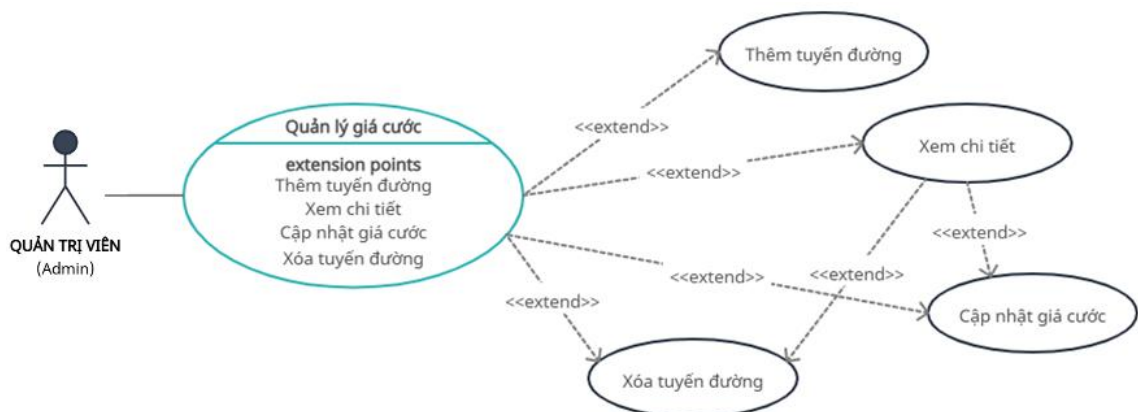 Thêm tuyến đường
<<extend>>
Quản lý giá cước
extension points
Thêm tuyến đường
Xem chi tiết
Cập nhật giá cước
Xóa tuyến đường
<<extend>>
Xem chi tiết
QUẢN TRỊ VIÊN
(Admin)
<<extend>>
<<extend>>
<<extend>>
<<extend>>
Cập nhật giá cước
Xóa tuyến đường